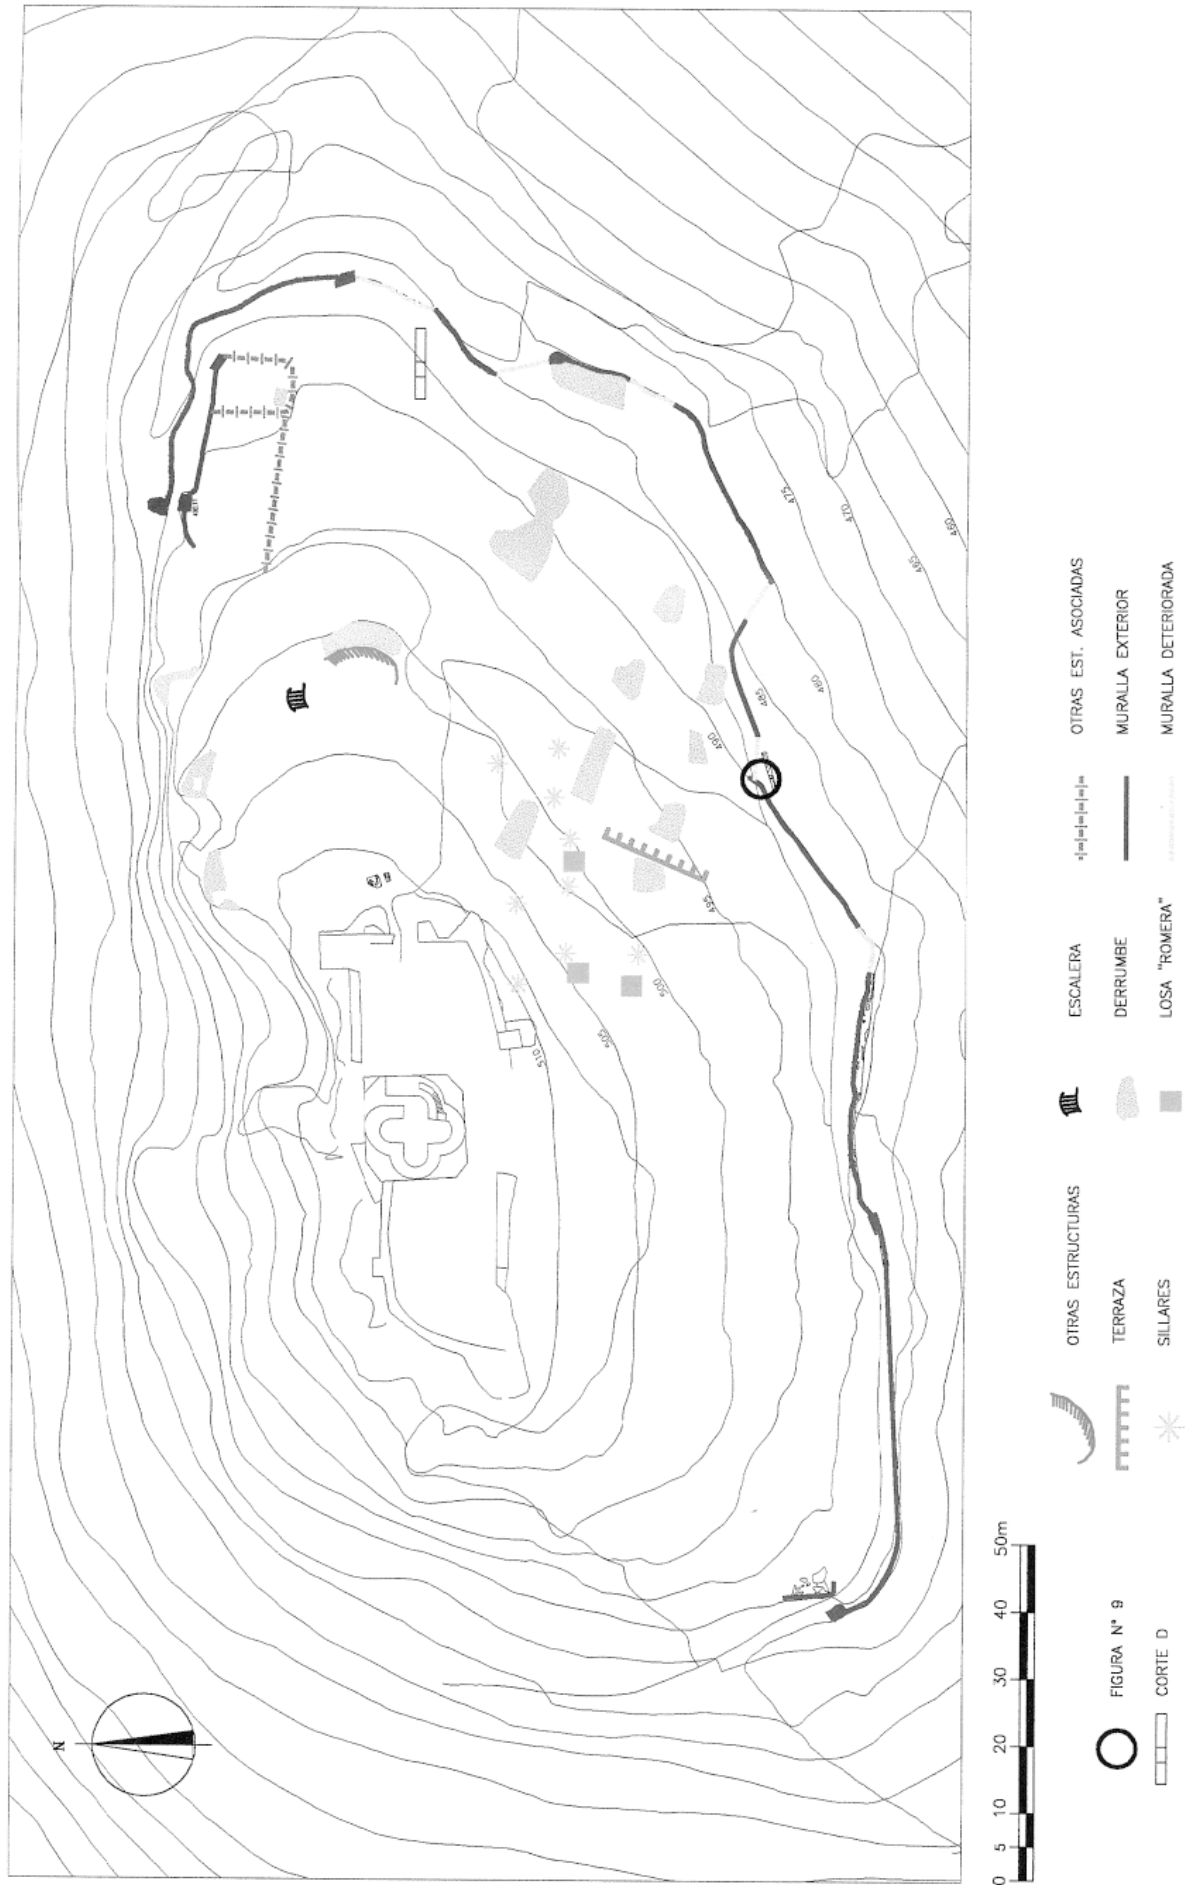 N
510
505
500
495
490
485
480
475
470
465
460
0 5 10 20 30 40 50m
FIGURA Nº 9
CORTE D
OTRAS ESTRUCTURAS
TERRAZA
SILLARES
ESCALERA
DERRUMBE
LOSA "ROMERA"
OTRAS EST. ASOCIADAS
MURALLA EXTERIOR
MURALLA DETERIORADA